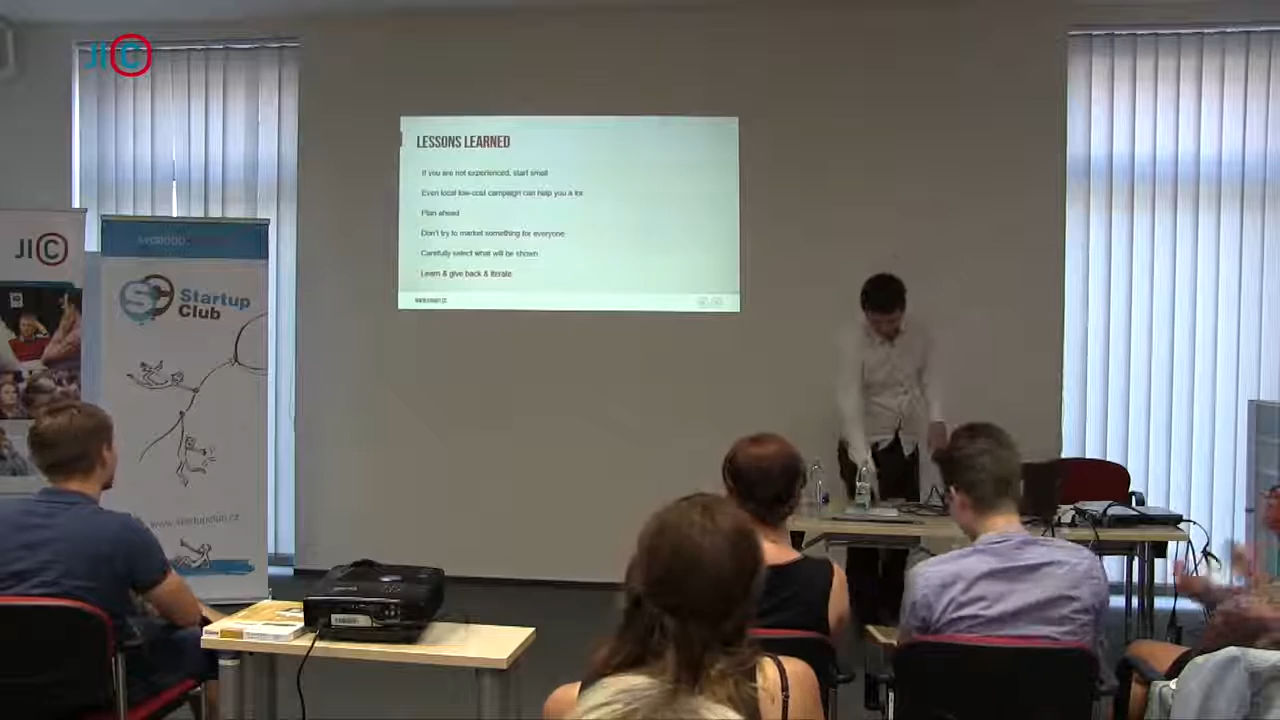 JIC
LESSONS LEARNED
If you are not experienced, start small
Even local low-cost campaign can help you a lot
Plan ahead
Don't try to market something for everyone
Carefully select what will be shown
Learn & give back & iterate
JIC
SC Startup
Club
www.startupclub.cz